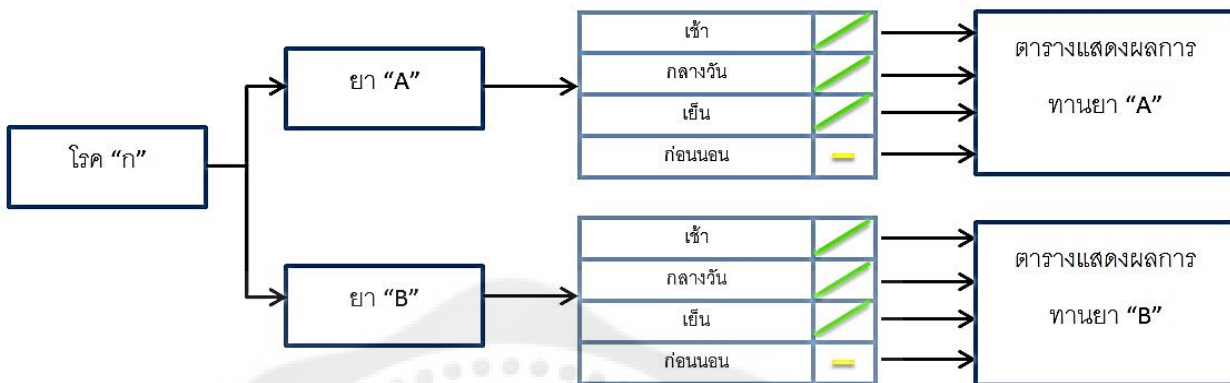 โรค “ก”
ยา “A”
เช้า
กลางวัน
เย็น
ก่อนนอน
ตารางแสดงผลการ
ทานยา “A”
ยา “B”
เช้า
กลางวัน
เย็น
ก่อนนอน
ตารางแสดงผลการ
ทานยา “B”